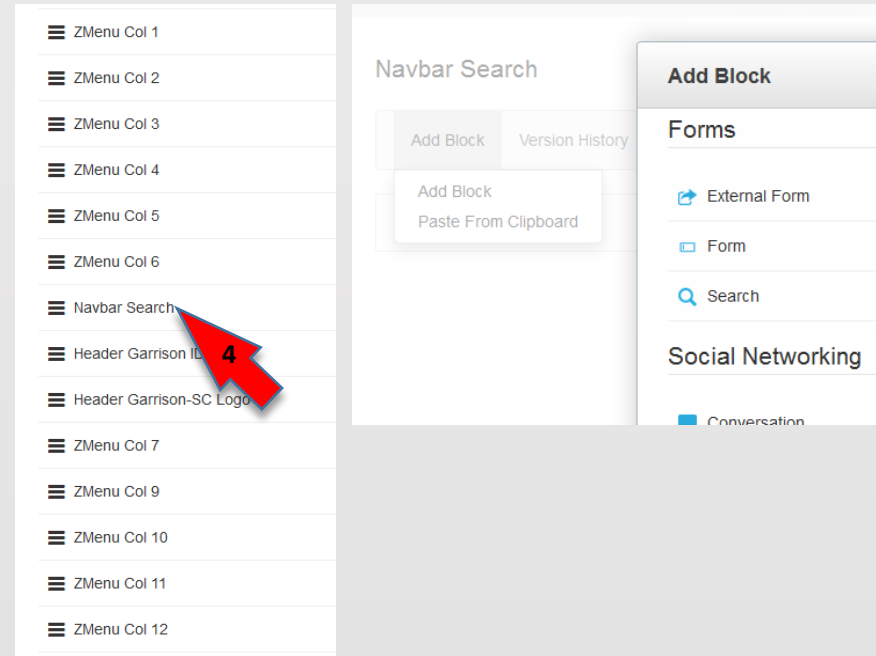 ZMenu Col 1
ZMenu Col 2
ZMenu Col 3
ZMenu Col 4
ZMenu Col 5
ZMenu Col 6
Navbar Search
Header Garrison ID
4
Header Garrison-SC Logo
ZMenu Col 7
ZMenu Col 9
ZMenu Col 10
ZMenu Col 11
ZMenu Col 12
Navbar Search
Add Block
Version History
Add Block
Paste From Clipboard
Add Block
Forms
External Form
Form
Search
Social Networking
Conversation